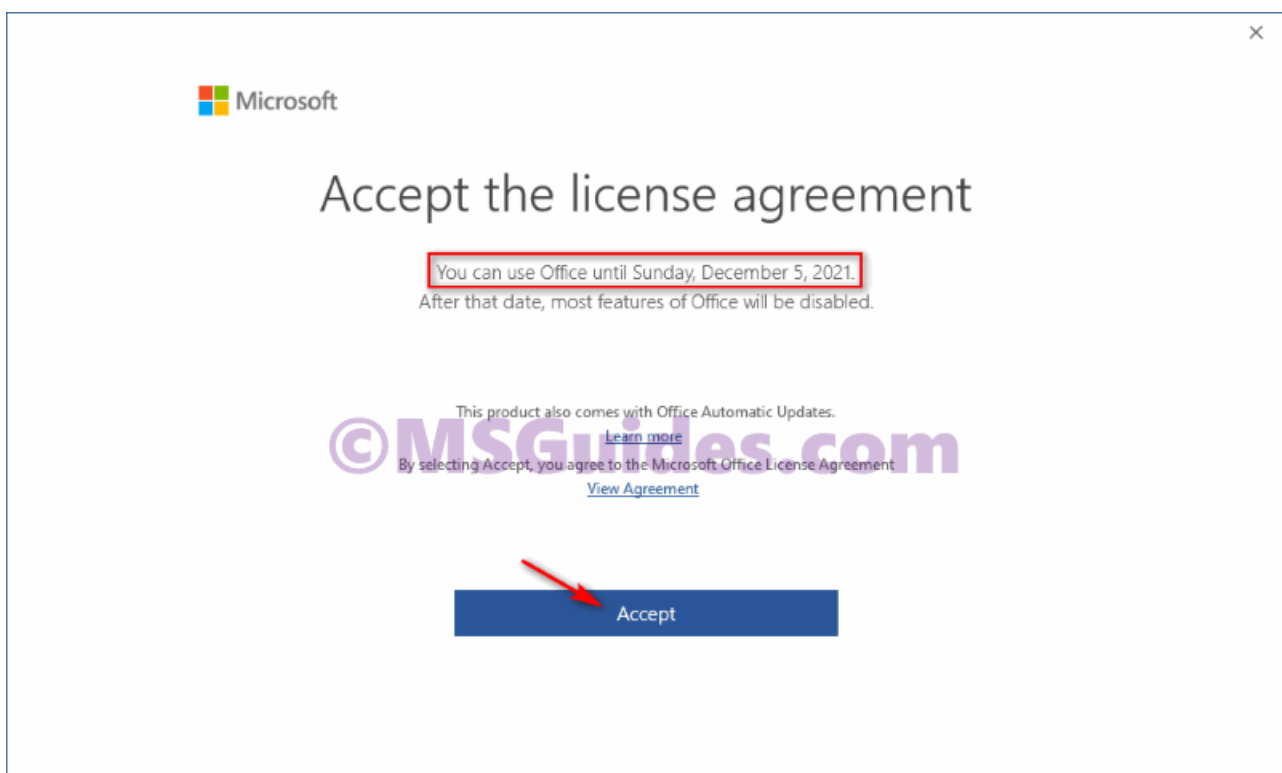 Microsoft
Accept the license agreement
You can use Office until Sunday, December 5, 2021.
After that date, most features of Office will be disabled.
This product also comes with Office Automatic Updates.
Learn more
©MSGuides.com
By selecting Accept, you agree to the Microsoft Office License Agreement
View Agreement
Accept